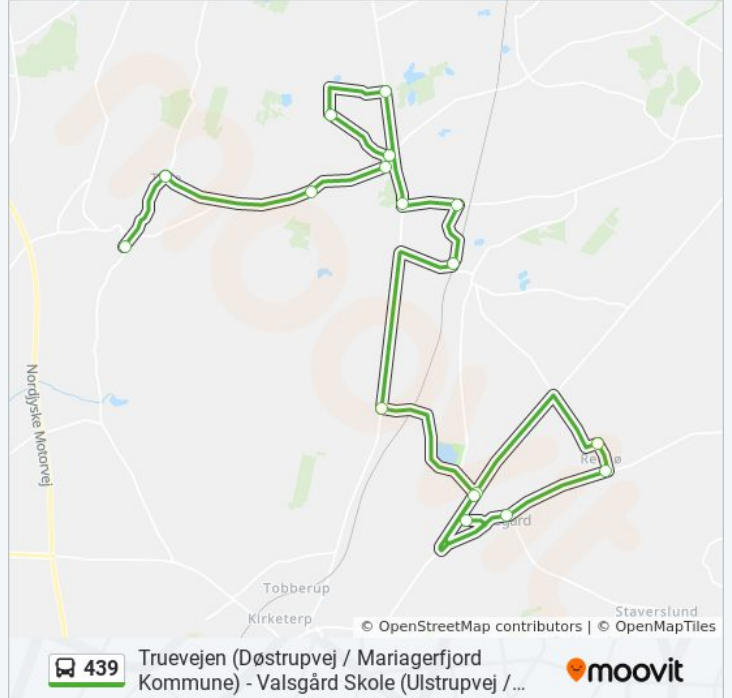 Nordjyske Motorvej
Tobberup
Kirketerp
Staverslund
© OpenStreetMap contributors | © OpenMapTiles
439
Truevejen (Døstrupvej / Mariagerfjord
Kommune) - Valsgård Skole (Ulstrupvej /...
moovit